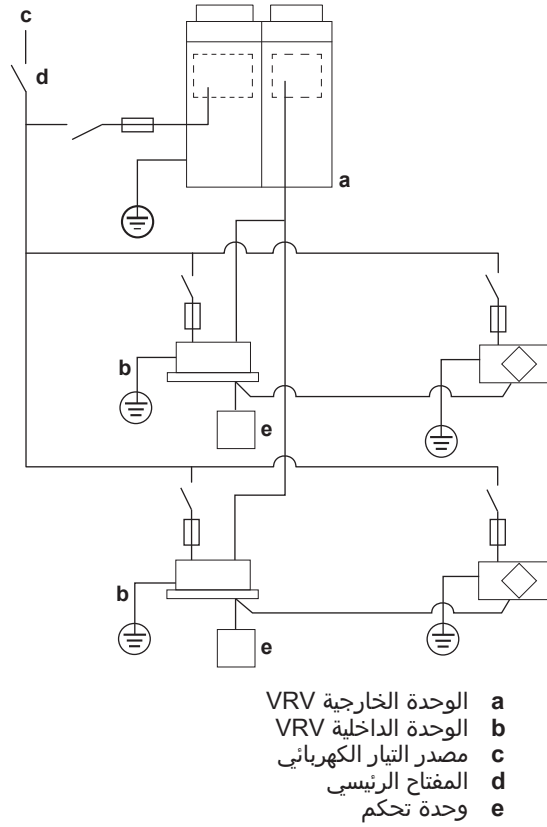 c
d
a
b
e
b
e
a الوحدة الخارجية VRV
b الوحدة الداخلية VRV
c مصدر التيار الكهربائي
d المفتاح الرئيسي
e وحدة تحكم